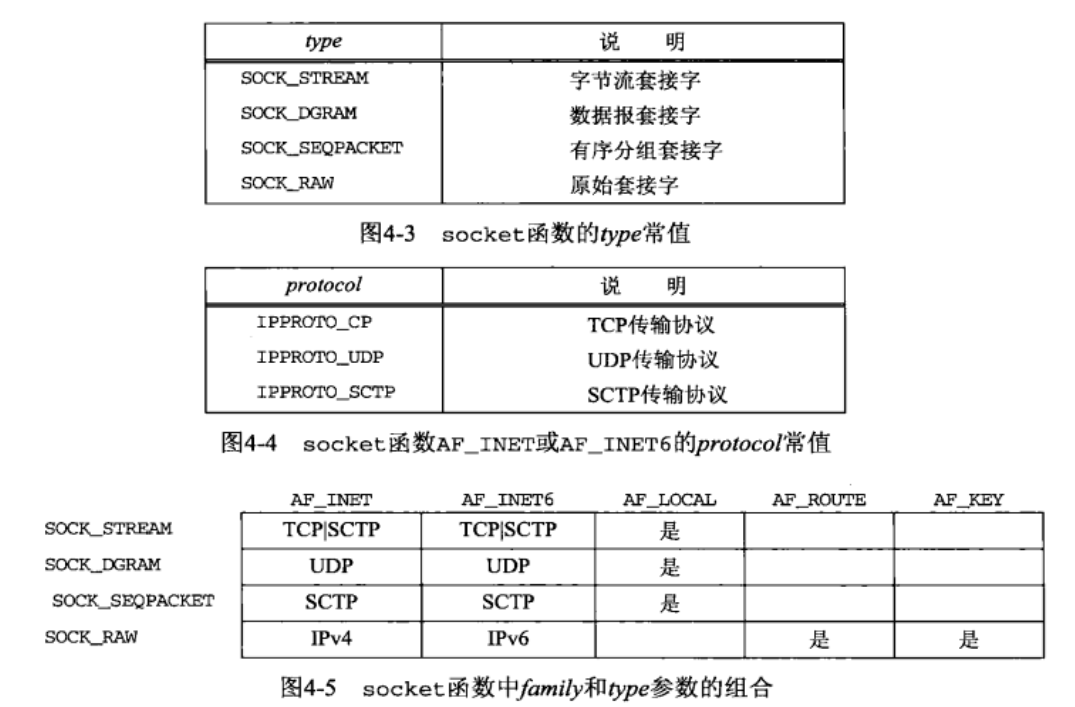 type 说 明
SOCK_STREAM 字节流套接字
SOCK_DGRAM 数据报套接字
SOCK_SEQPACKET 有序分组套接字
SOCK_RAW 原始套接字
图4-3 socket函数的type常值
protocol 说 明
IPPROTO_CP TCP传输协议
IPPROTO_UDP UDP传输协议
IPPROTO_SCTP SCTP传输协议
图4-4 socket函数AF_INET或AF_INET6的protocol常值
AF_INET AF_INET6 AF_LOCAL AF_ROUTE AF_KEY
SOCK_STREAM TCP|SCTP TCP|SCTP 是
SOCK_DGRAM UDP UDP 是
SOCK_SEQPACKET SCTP SCTP 是
SOCK_RAW IPv4 IPv6 是 是
图4-5 socket函数中family和type参数的组合